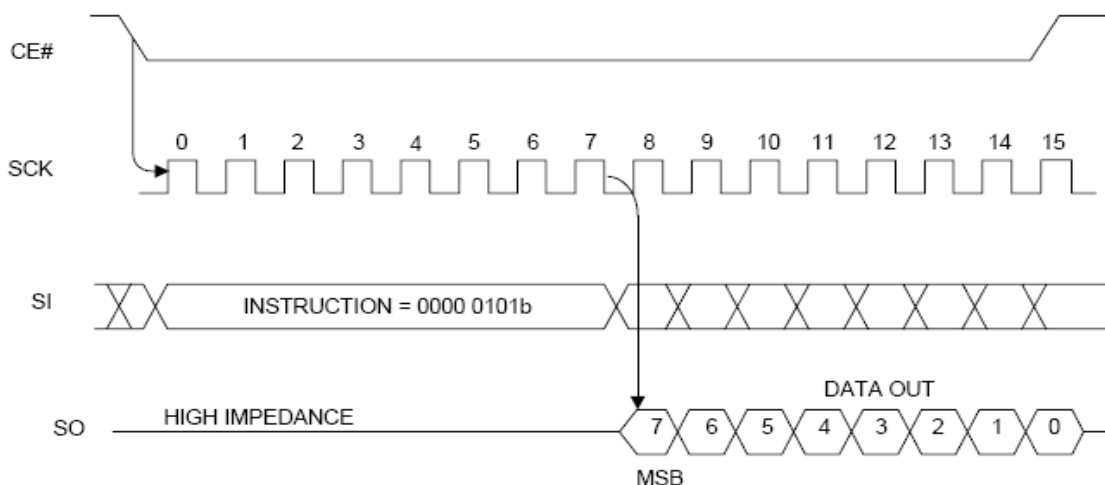 CE#
0 1 2 3 4 5 6 7 8 9 10 11 12 13 14 15
SCK
SI INSTRUCTION = 0000 0101b
DATA OUT
HIGH IMPEDANCE
SO 7 6 5 4 3 2 1 0
MSB